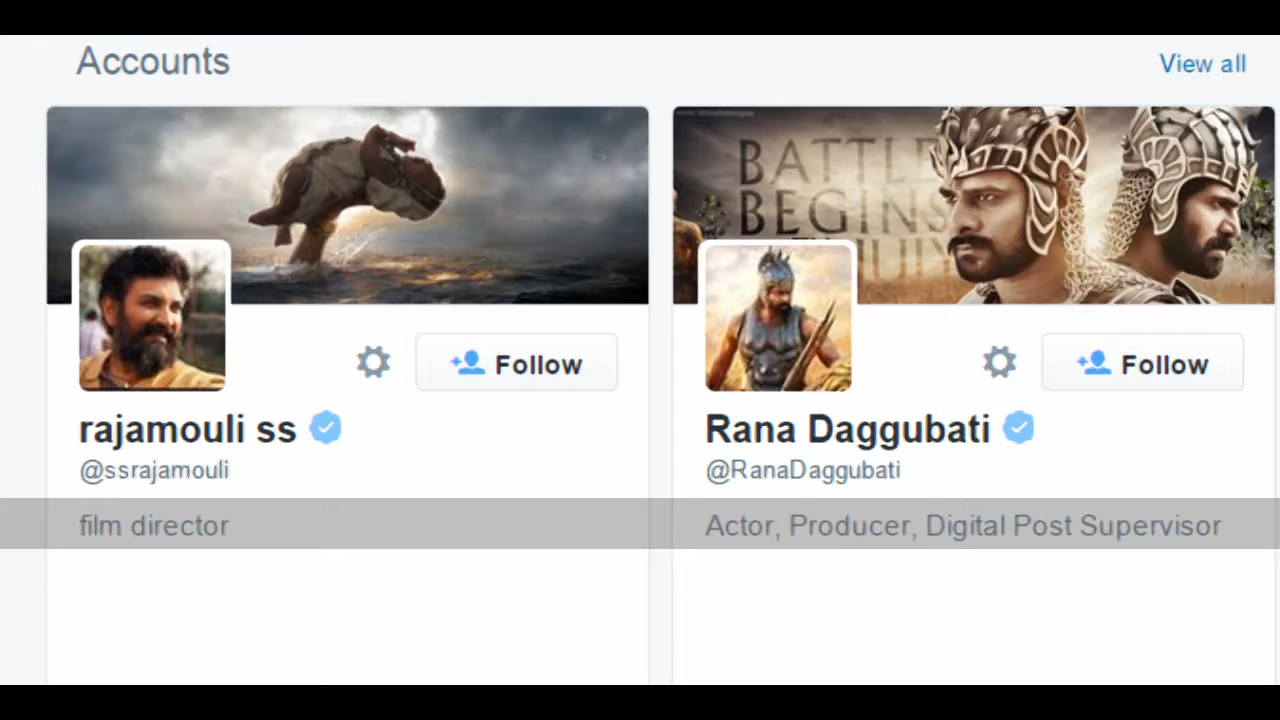 Accounts
View all
BATTLE
BEGINS
JULY
Follow
Follow
rajamouli ss
Rana Daggubati
@ssrajamouli
@RanaDaggubati
film director
Actor, Producer, Digital Post Supervisor